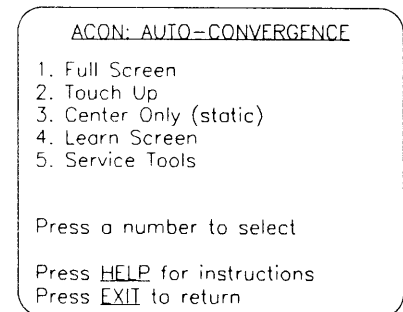 ACON: AUTO-CONVERGENCE
1. Full Screen
2. Touch Up
3. Center Only (static)
4. Learn Screen
5. Service Tools
Press a number to select
Press HELP for instructions
Press EXIT to return